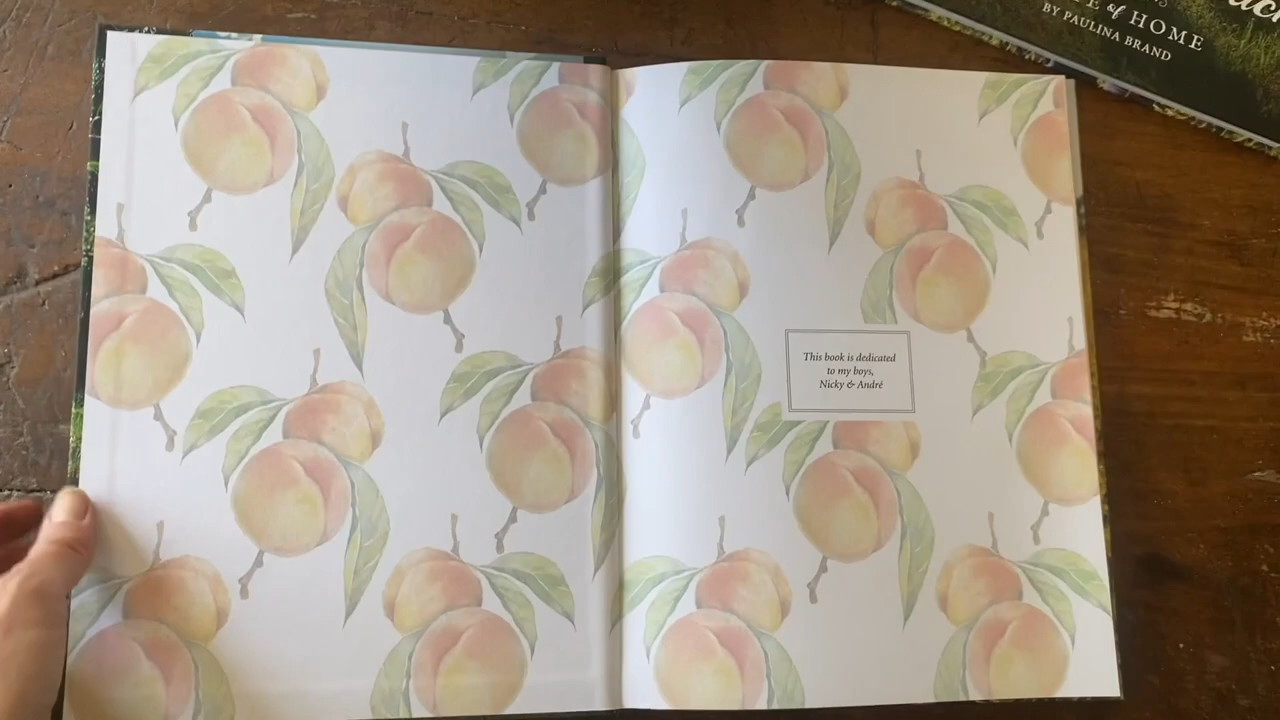 of HOME
BY PAULINA BRAND
This book is dedicated
to my boys,
Nicky & André